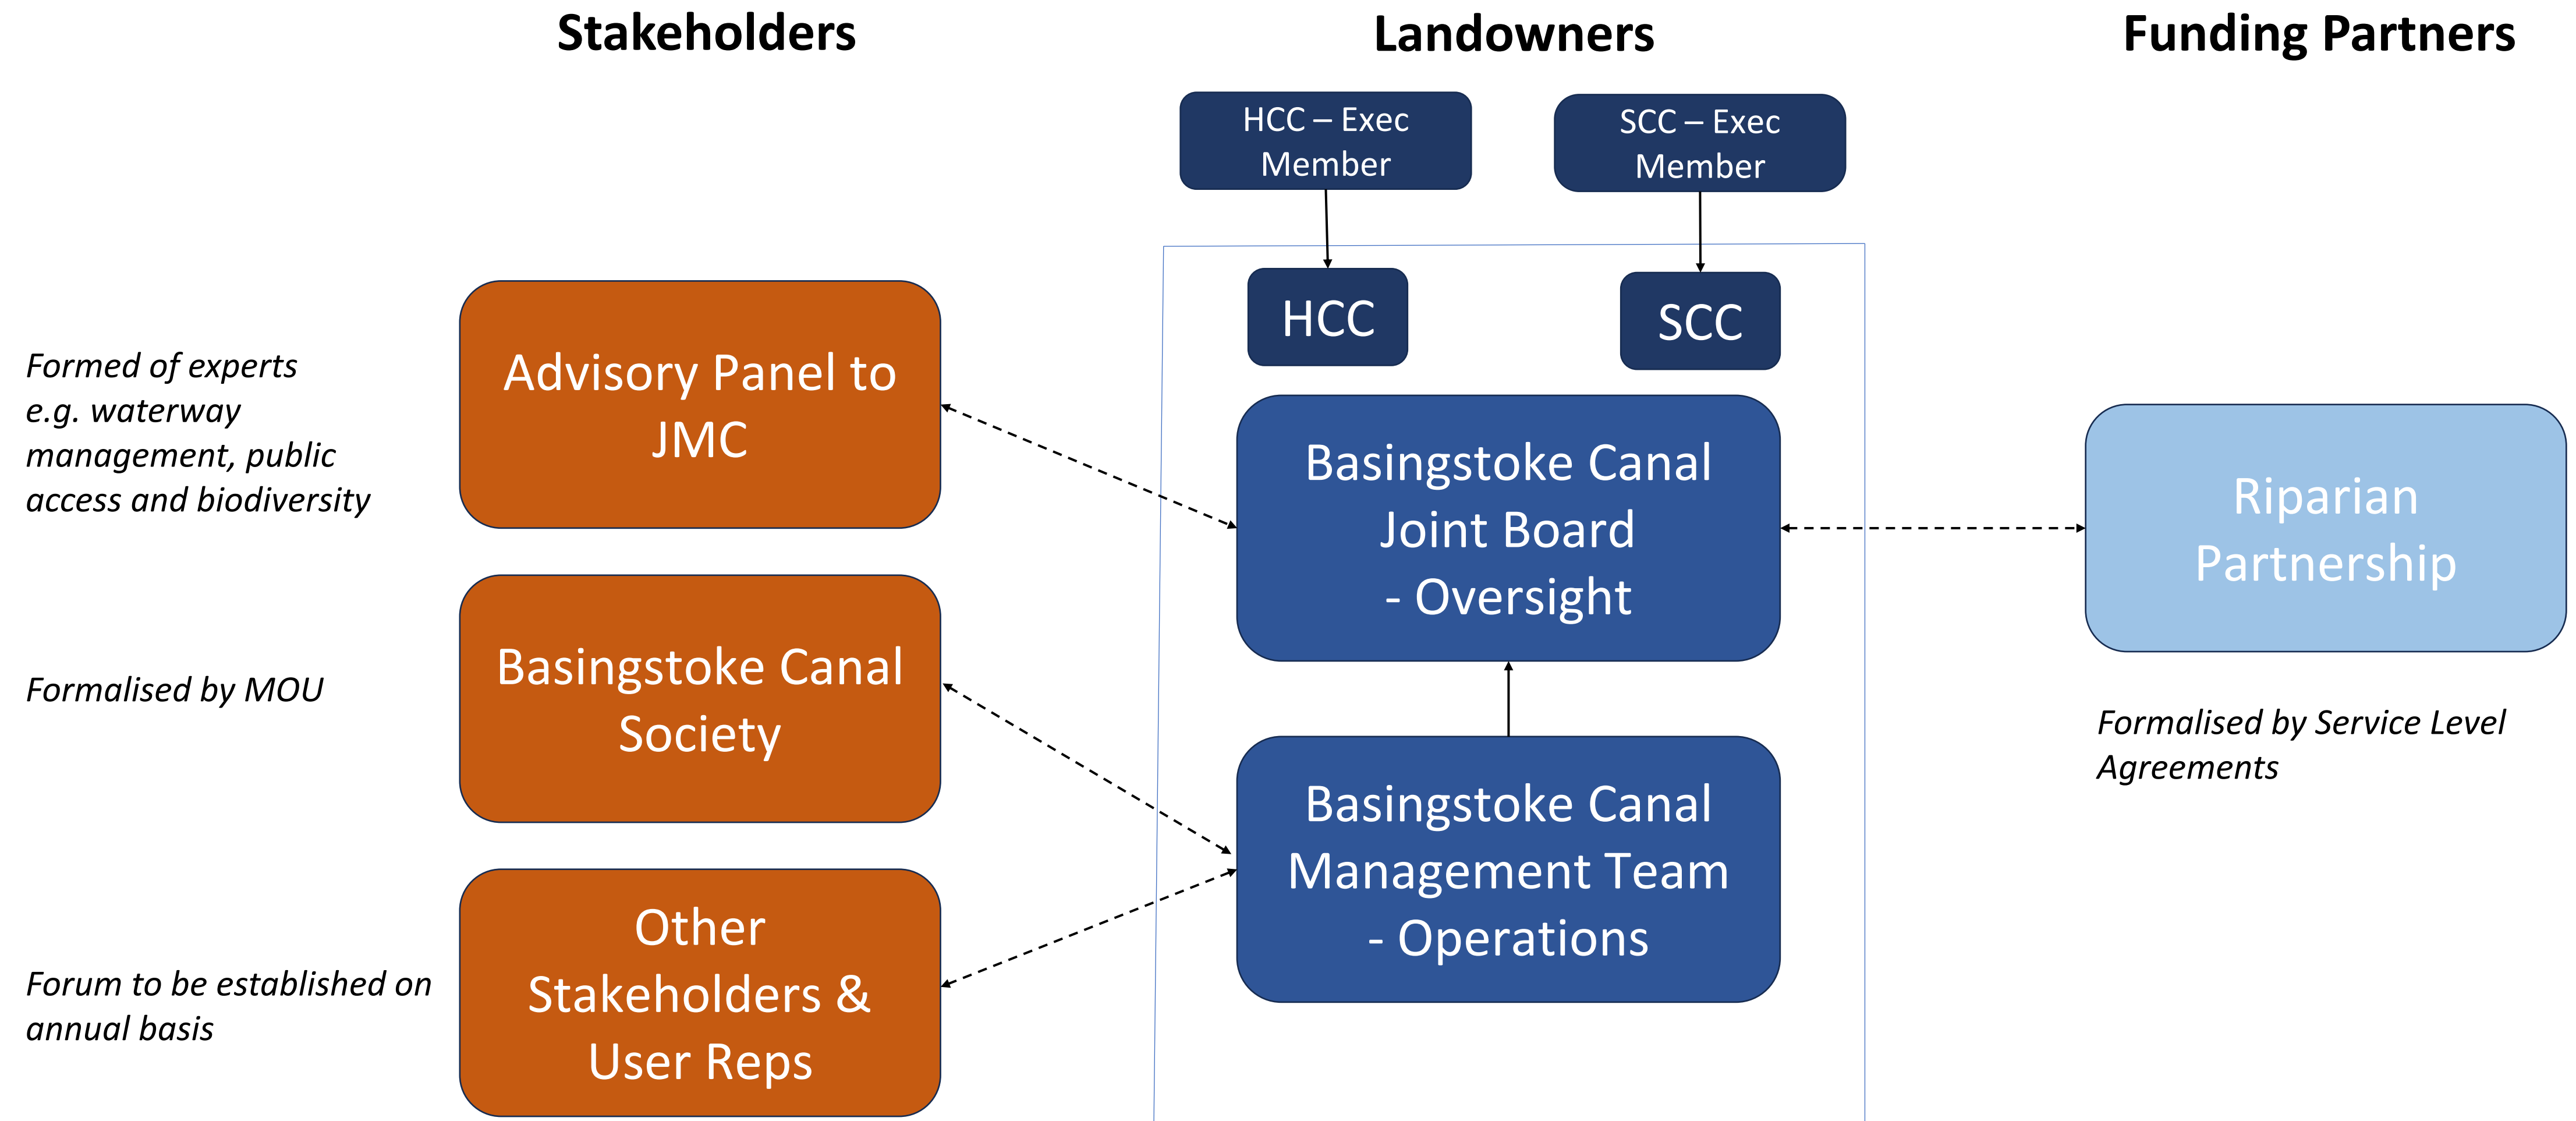 Stakeholders
Landowners
Funding Partners
HCC – Exec
Member
SCC – Exec
Member
HCC
SCC
Formed of experts
e.g. waterway
management, public
access and biodiversity
Advisory Panel to
JMC
Basingstoke Canal
Joint Board
- Oversight
Riparian
Partnership
Formalised by MOU
Basingstoke Canal
Society
Formalised by Service Level
Agreements
Basingstoke Canal
Management Team
- Operations
Forum to be established on
annual basis
Other
Stakeholders &
User Reps